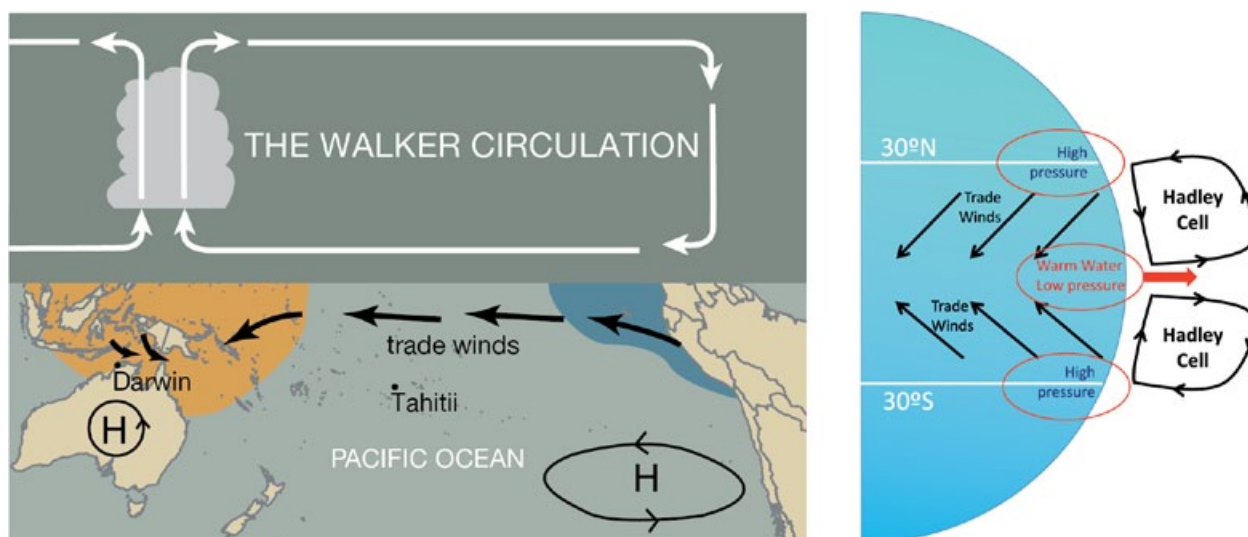 THE WALKER CIRCULATION
trade winds
Darwin
Tahitii
H
PACIFIC OCEAN
H
30ºN
High
pressure
Hadley
Cell
Trade
Winds
Warm Water
Low pressure
Trade
Winds
Hadley
Cell
High
pressure
30ºS